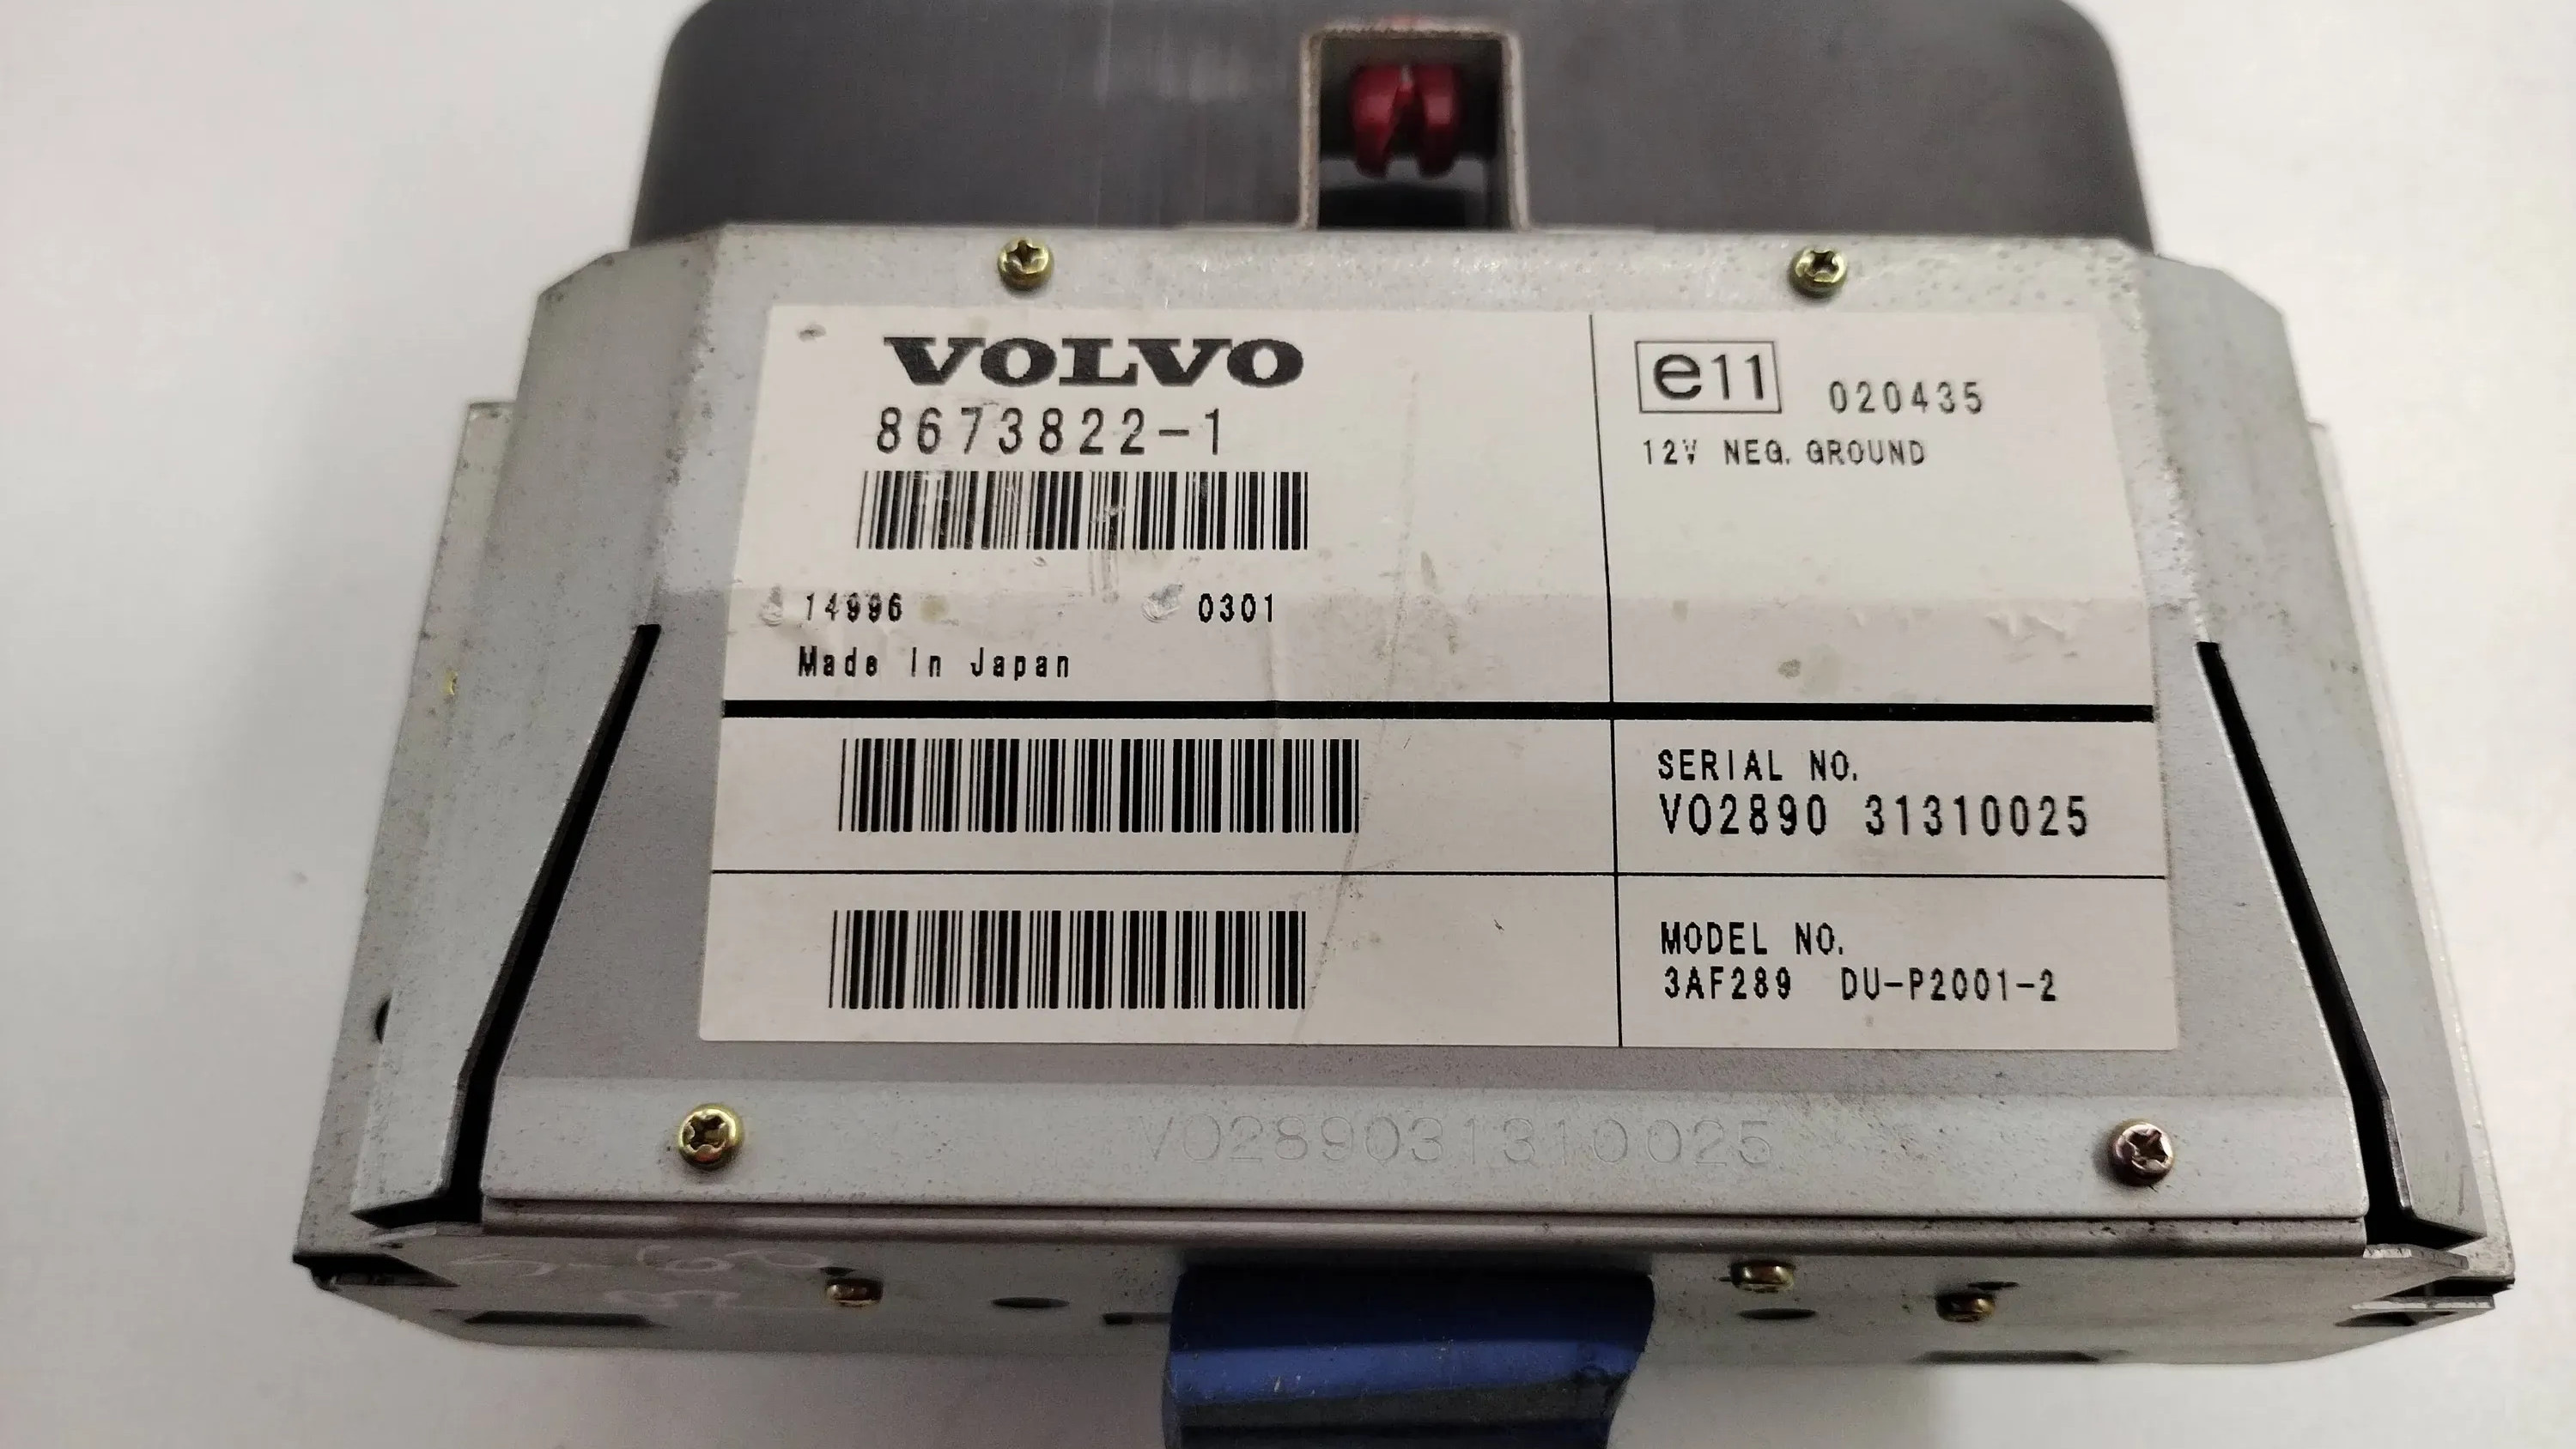 VOLVO
8673822-1
14996 0301
Made In Japan
e11 020435
12V NEG. GROUND
SERIAL NO.
VO2890 31310025
MODEL NO.
3AF289 DU-P2001-2
VO289031310025